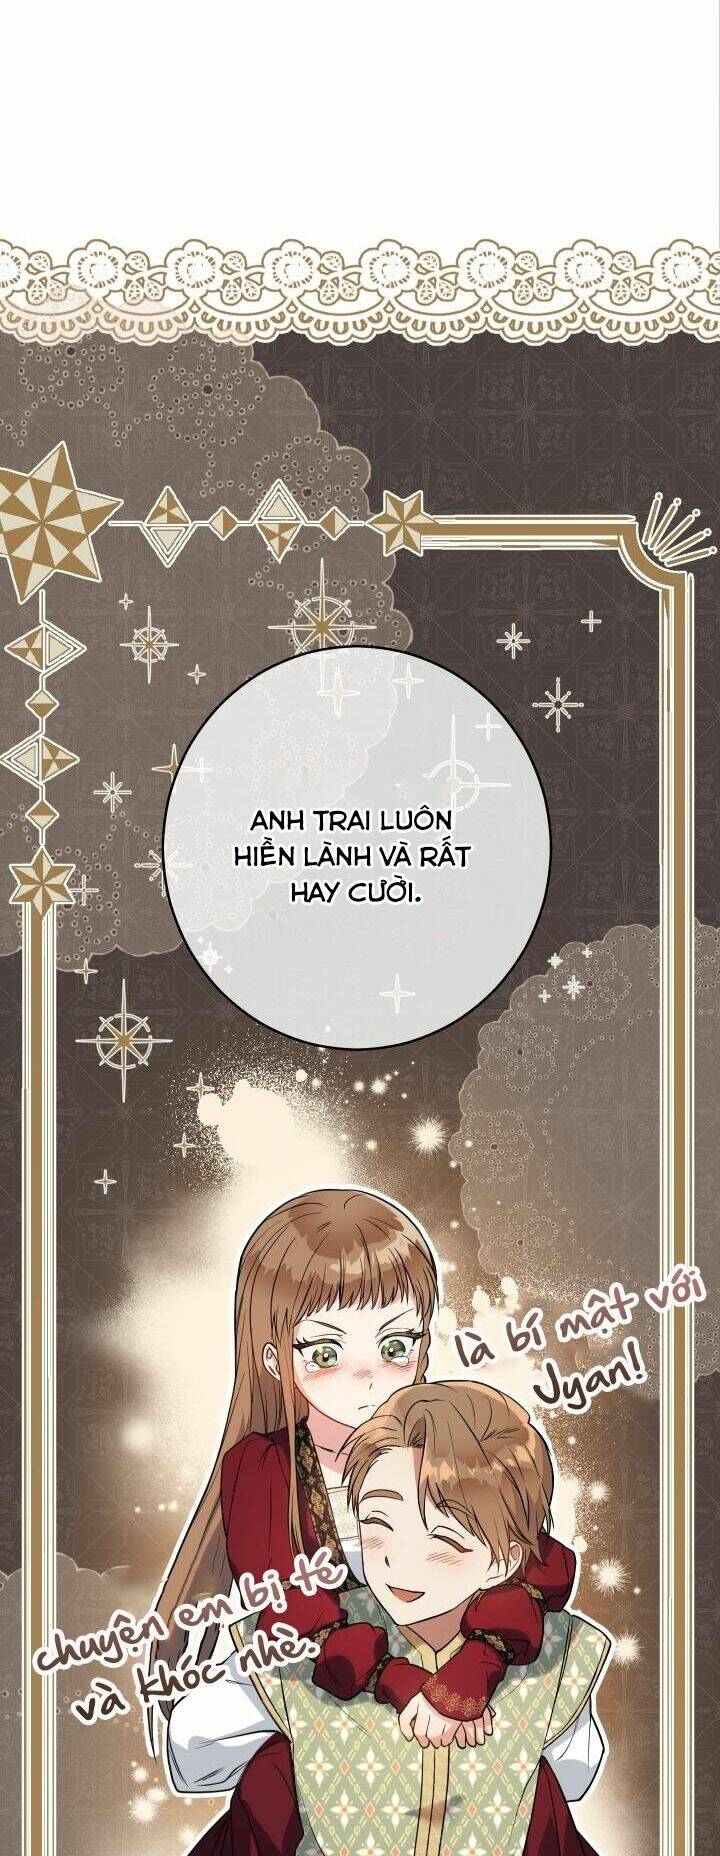 ANH TRAI LUÔN
HIỀN LÀNH VÀ RẤT
HAY CƯỜI.
là bí mật với
Jyan!
chuyện em bị té
và khóc nhè.